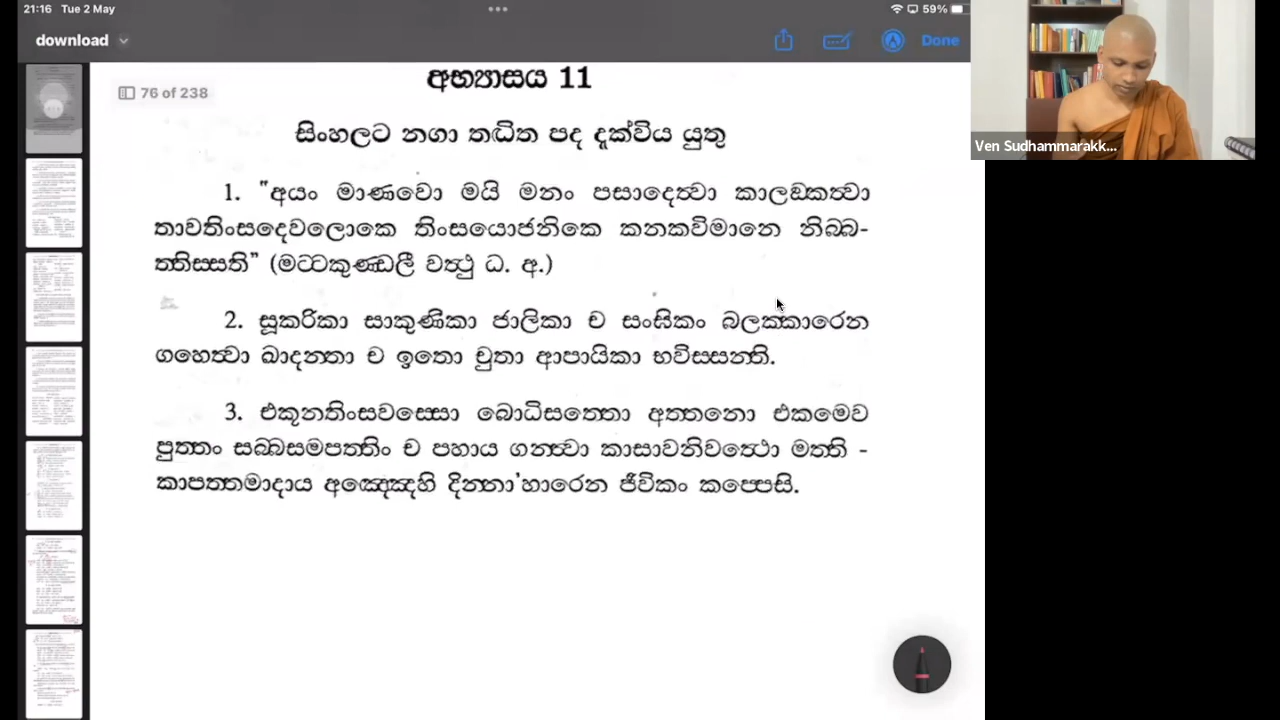 21:16 Tue 2 May
59%
download
Done
76 of 238
Ven Sudhammarakk...
අභ්‍යාසය 11
සිංහලට නගා තද්ධිත පද දැක්විය යුතු
1. "අයං මාණවො මයි මනං පසාදෙත්‍වා කාලඞ්කත්‍වා
තාවතිංසදෙවලොකෙ තිංසයොජනිකෙ කනකවිමානෙ නිබ්බ-
ත්තිස්සති" (මට්ටකුණ්ඩලී වත්‍ථු ධ. අ.)
2. සූකරිකා සාකුණිකා ජාලිකා ච සංඝිකං බලක්කාරෙන
ගහෙත්‍වා ඛාදන්තා ච ඉතො චුතා ආපායිකා භවිස්සන්ති.
3. එකූනතිංසවස්සො බොධිසත්තො අත්තනො එකමෙව
පුත්තං සබ්බසමපත්තිං ච පහාය ගන්ත්‍වා කාසාවනිවත්‍ථො මත්ති -
කාපත්තමාදාය අඤ්ඤෙහි දින්නා'හාරෙන ජීවිකං කප්පෙසි.